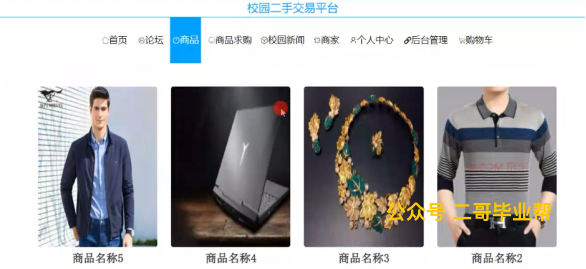 校园二手交易平台
首页 论坛 商品 商品求购 校园新闻 商家 个人中心 后台管理 购物车
公众号 二哥毕业帮
商品名称5 商品名称4 商品名称3 商品名称2